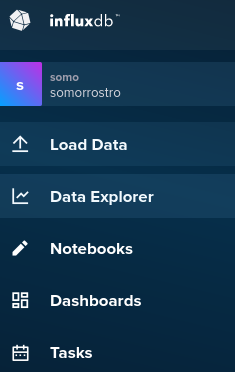 influxdb™
s
somo
somorrostro
Load Data
Data Explorer
Notebooks
Dashboards
Tasks